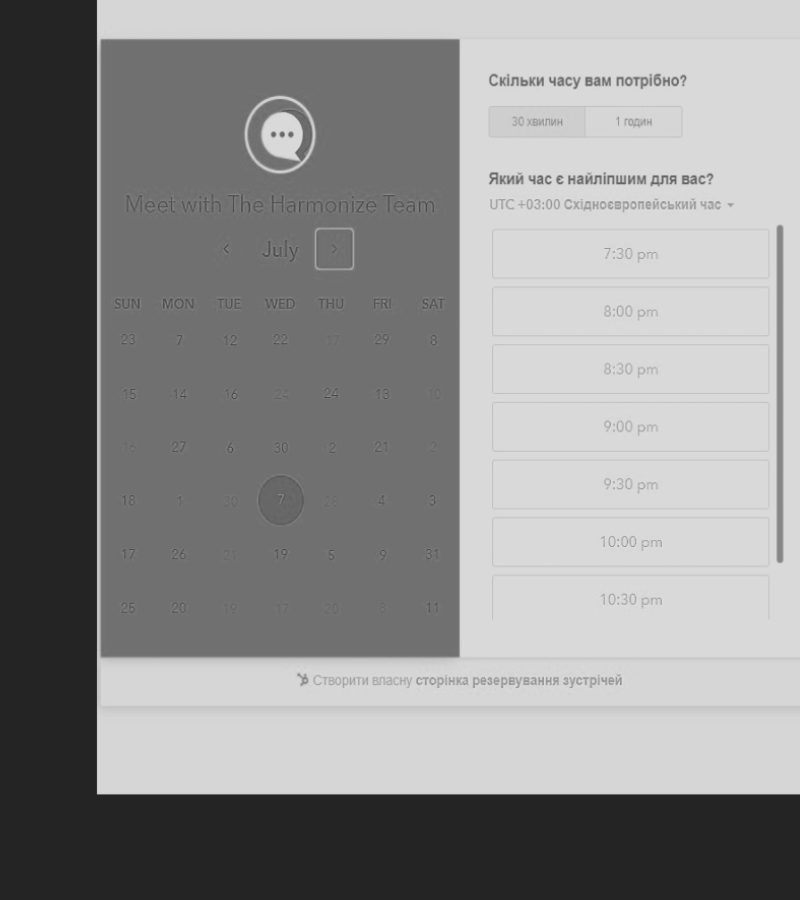 Meet with The Harmonize Team
July
SUN MON TUE WED THU FRI SAT
23 7 12 22 17 29 8
15 14 16 24 24 13 10
16 27 6 30 2 21 2
18 1 30 7 28 4 3
17 26 21 19 5 9 31
25 20 19 17 20 8 11
Скільки часу вам потрібно?
30 хвилин 1 годин
Який час є найліпшим для вас?
UTC +03:00 Східноєвропейський час
7:30 pm
8:00 pm
8:30 pm
9:00 pm
9:30 pm
10:00 pm
10:30 pm
Створити власну сторінка резервування зустрічей